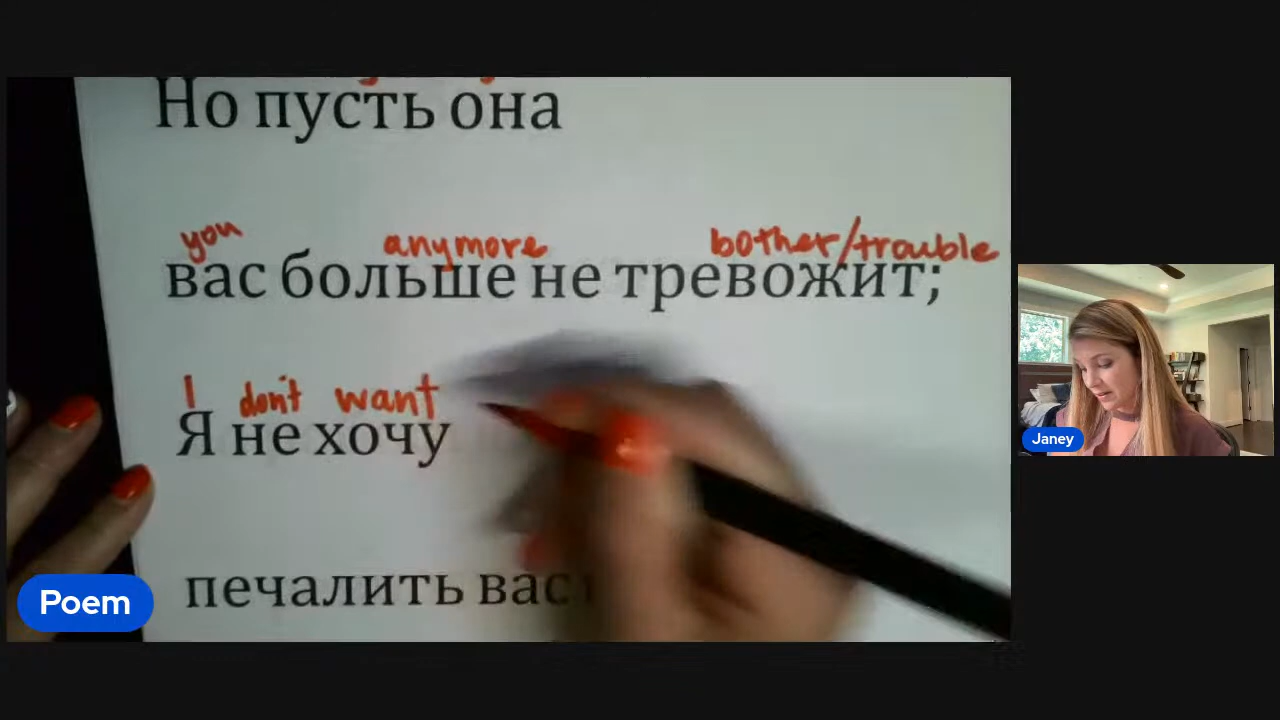 Но пусть она
you anymore bother/trouble
вас больше не тревожит;
I don't want
Я не хочу
печалить вас
Poem
Janey